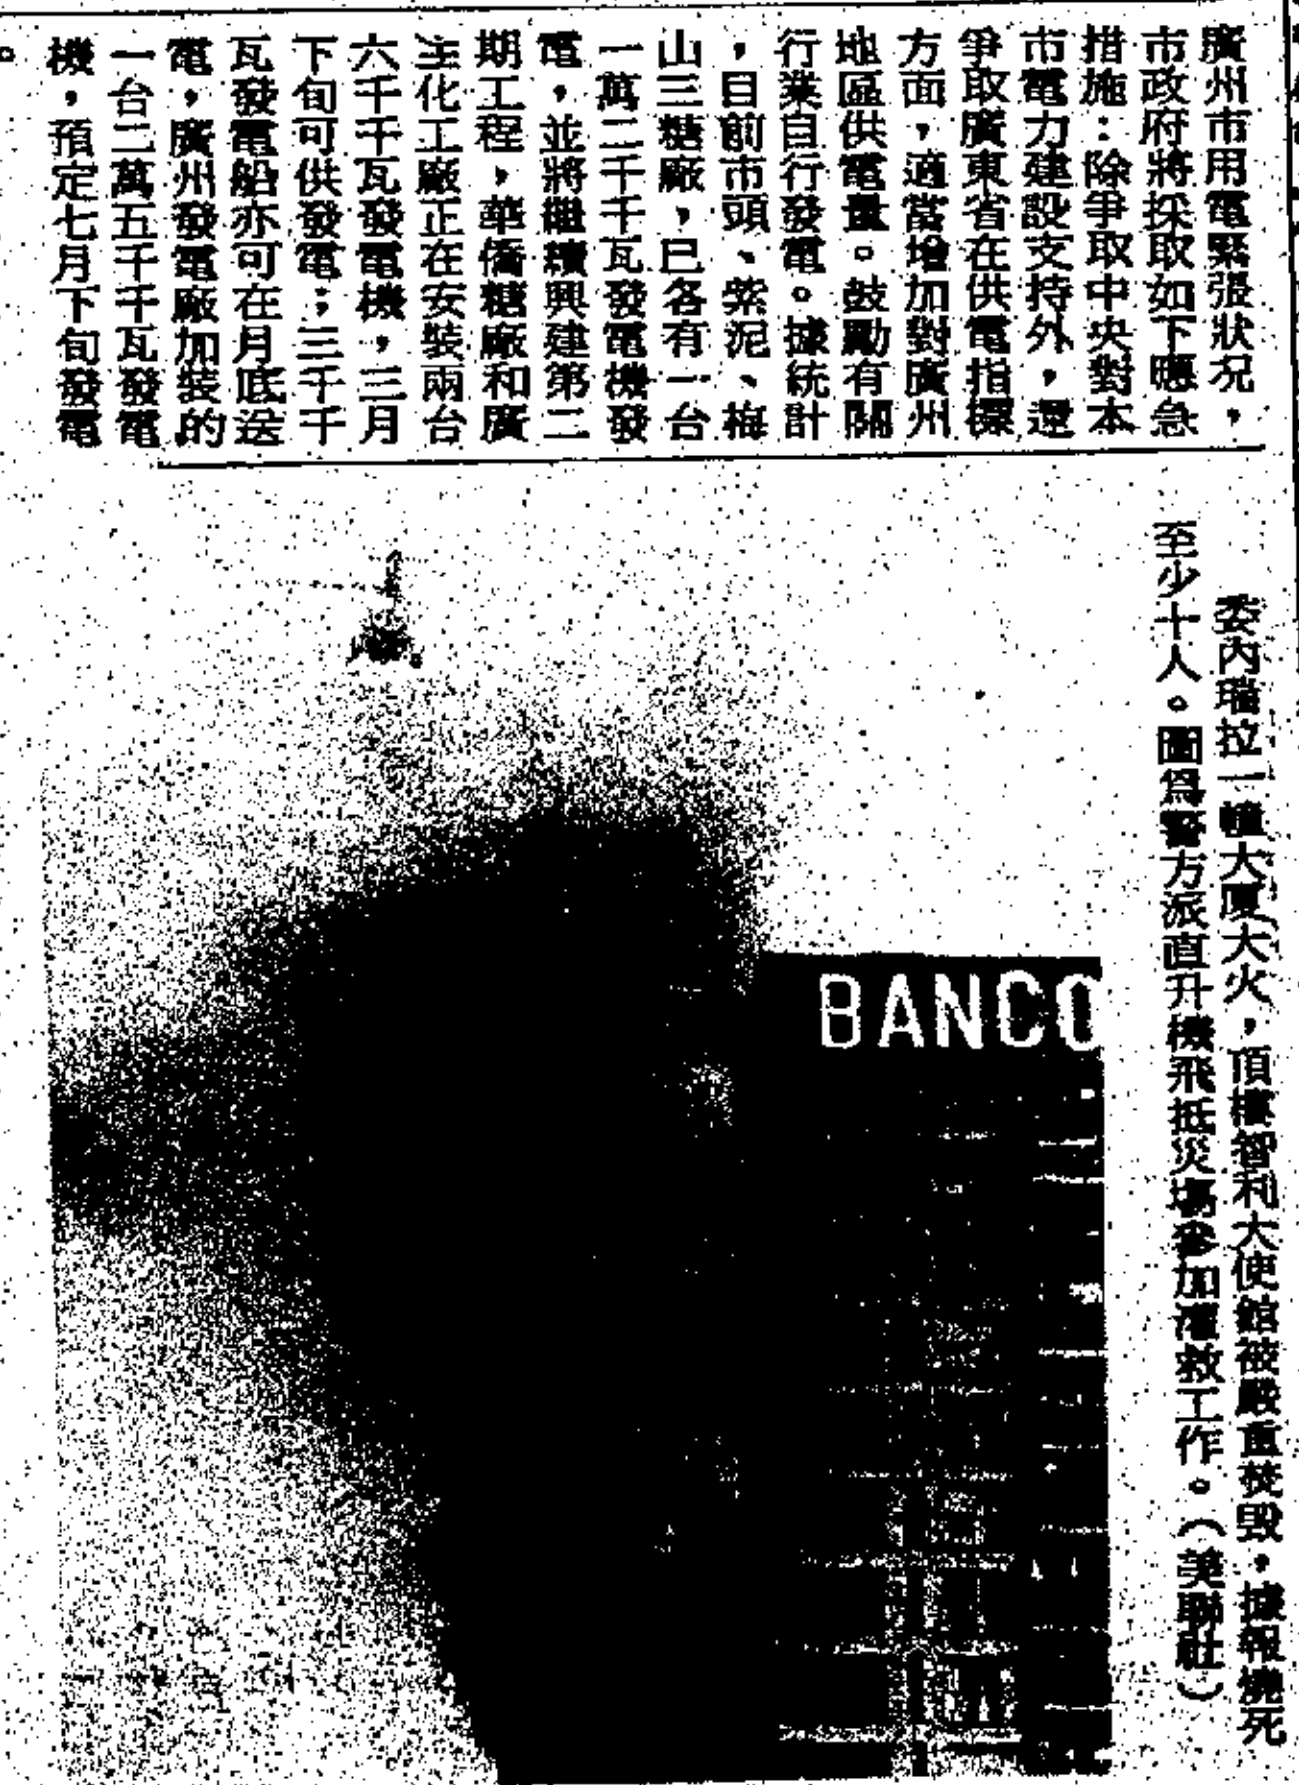 廣州市用電緊張狀況，
市政府將採取如下應急
措施：除爭取中央對本
市電力建設支持外，還
爭取廣東省在供電指標
方面，適當增加對廣州
地區供電量。鼓勵有關
行業自行發電。據統計
，目前市頭、紫坭、梅
山三糖廠，已各有一台
一萬二千千瓦發電機發
電，並將繼續興建第二
期工程，華僑糖廠和廣
主化工廠正在安裝兩台
六千千瓦發電機，三月
下旬可供發電；三千千
瓦發電船亦可在月底送
電，廣州發電廠加裝的
一台二萬五千千瓦發電
機，預定七月下旬發電
。
委內瑞拉一幢大厦大火，頂樓智利大使館被嚴重焚毀，據報燒死
至少十人。圖爲警方派直升機飛抵災塲參加灌救工作。（美聯社）
BANCO